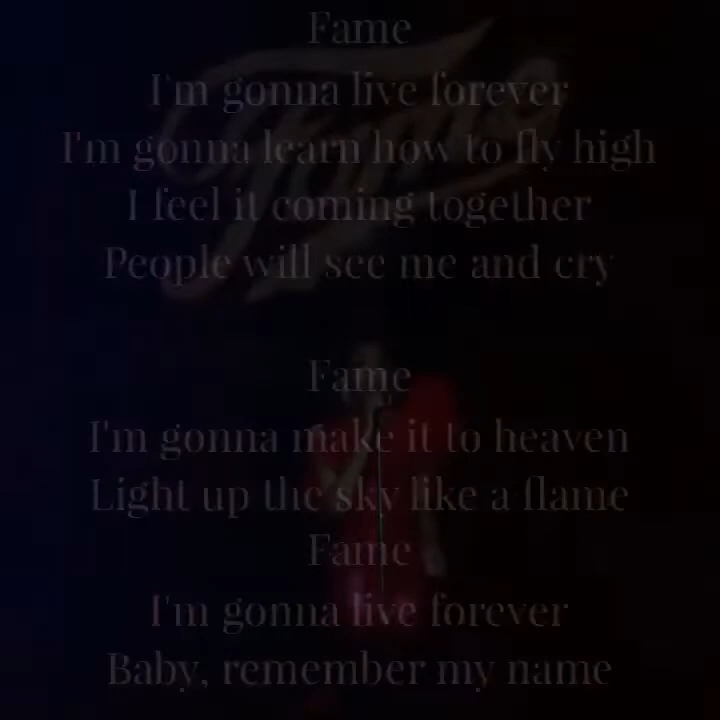 Fame
Fame
I'm gonna live forever
I'm gonna learn how to fly high
I feel it coming together
People will see me and cry
Fame
I'm gonna make it to heaven
Light up the sky like a flame
Fame
I'm gonna live forever
Baby, remember my name